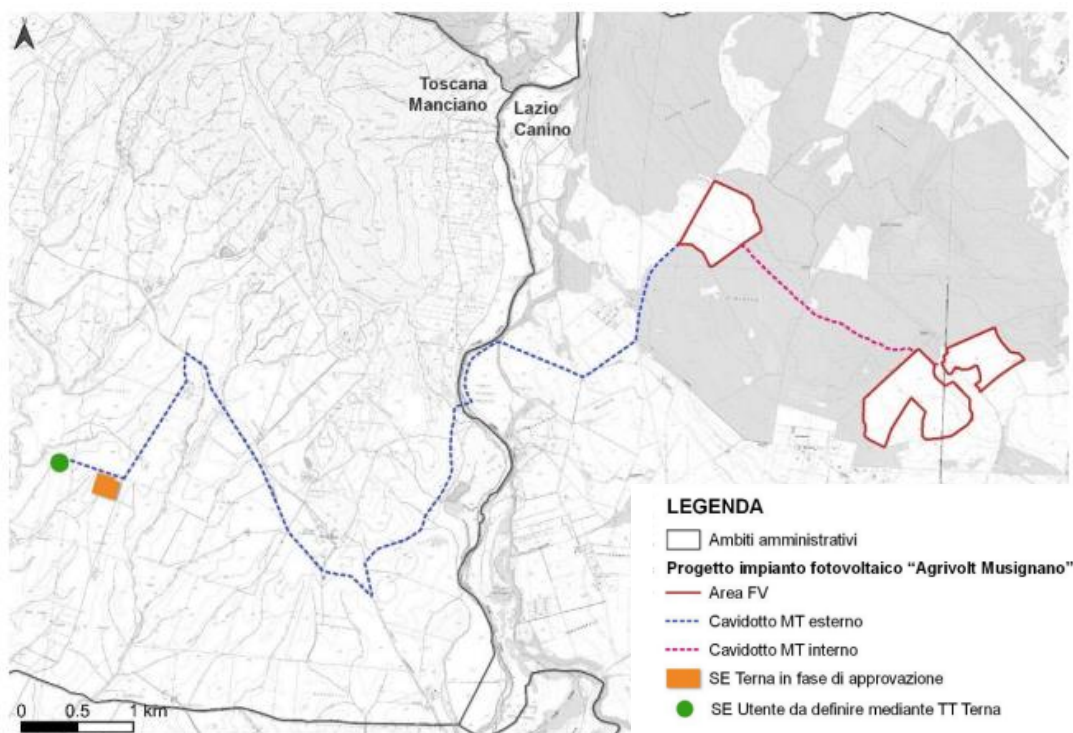 Toscana
Manciano
Lazio
Canino
LEGENDA
Ambiti amministrativi
Progetto impianto fotovoltaico "Agrivolt Musignano"
Area FV
Cavidotto MT esterno
Cavidotto MT interno
SE Terna in fase di approvazione
SE Utente da definire mediante TT Terna
0 0.5 1 km